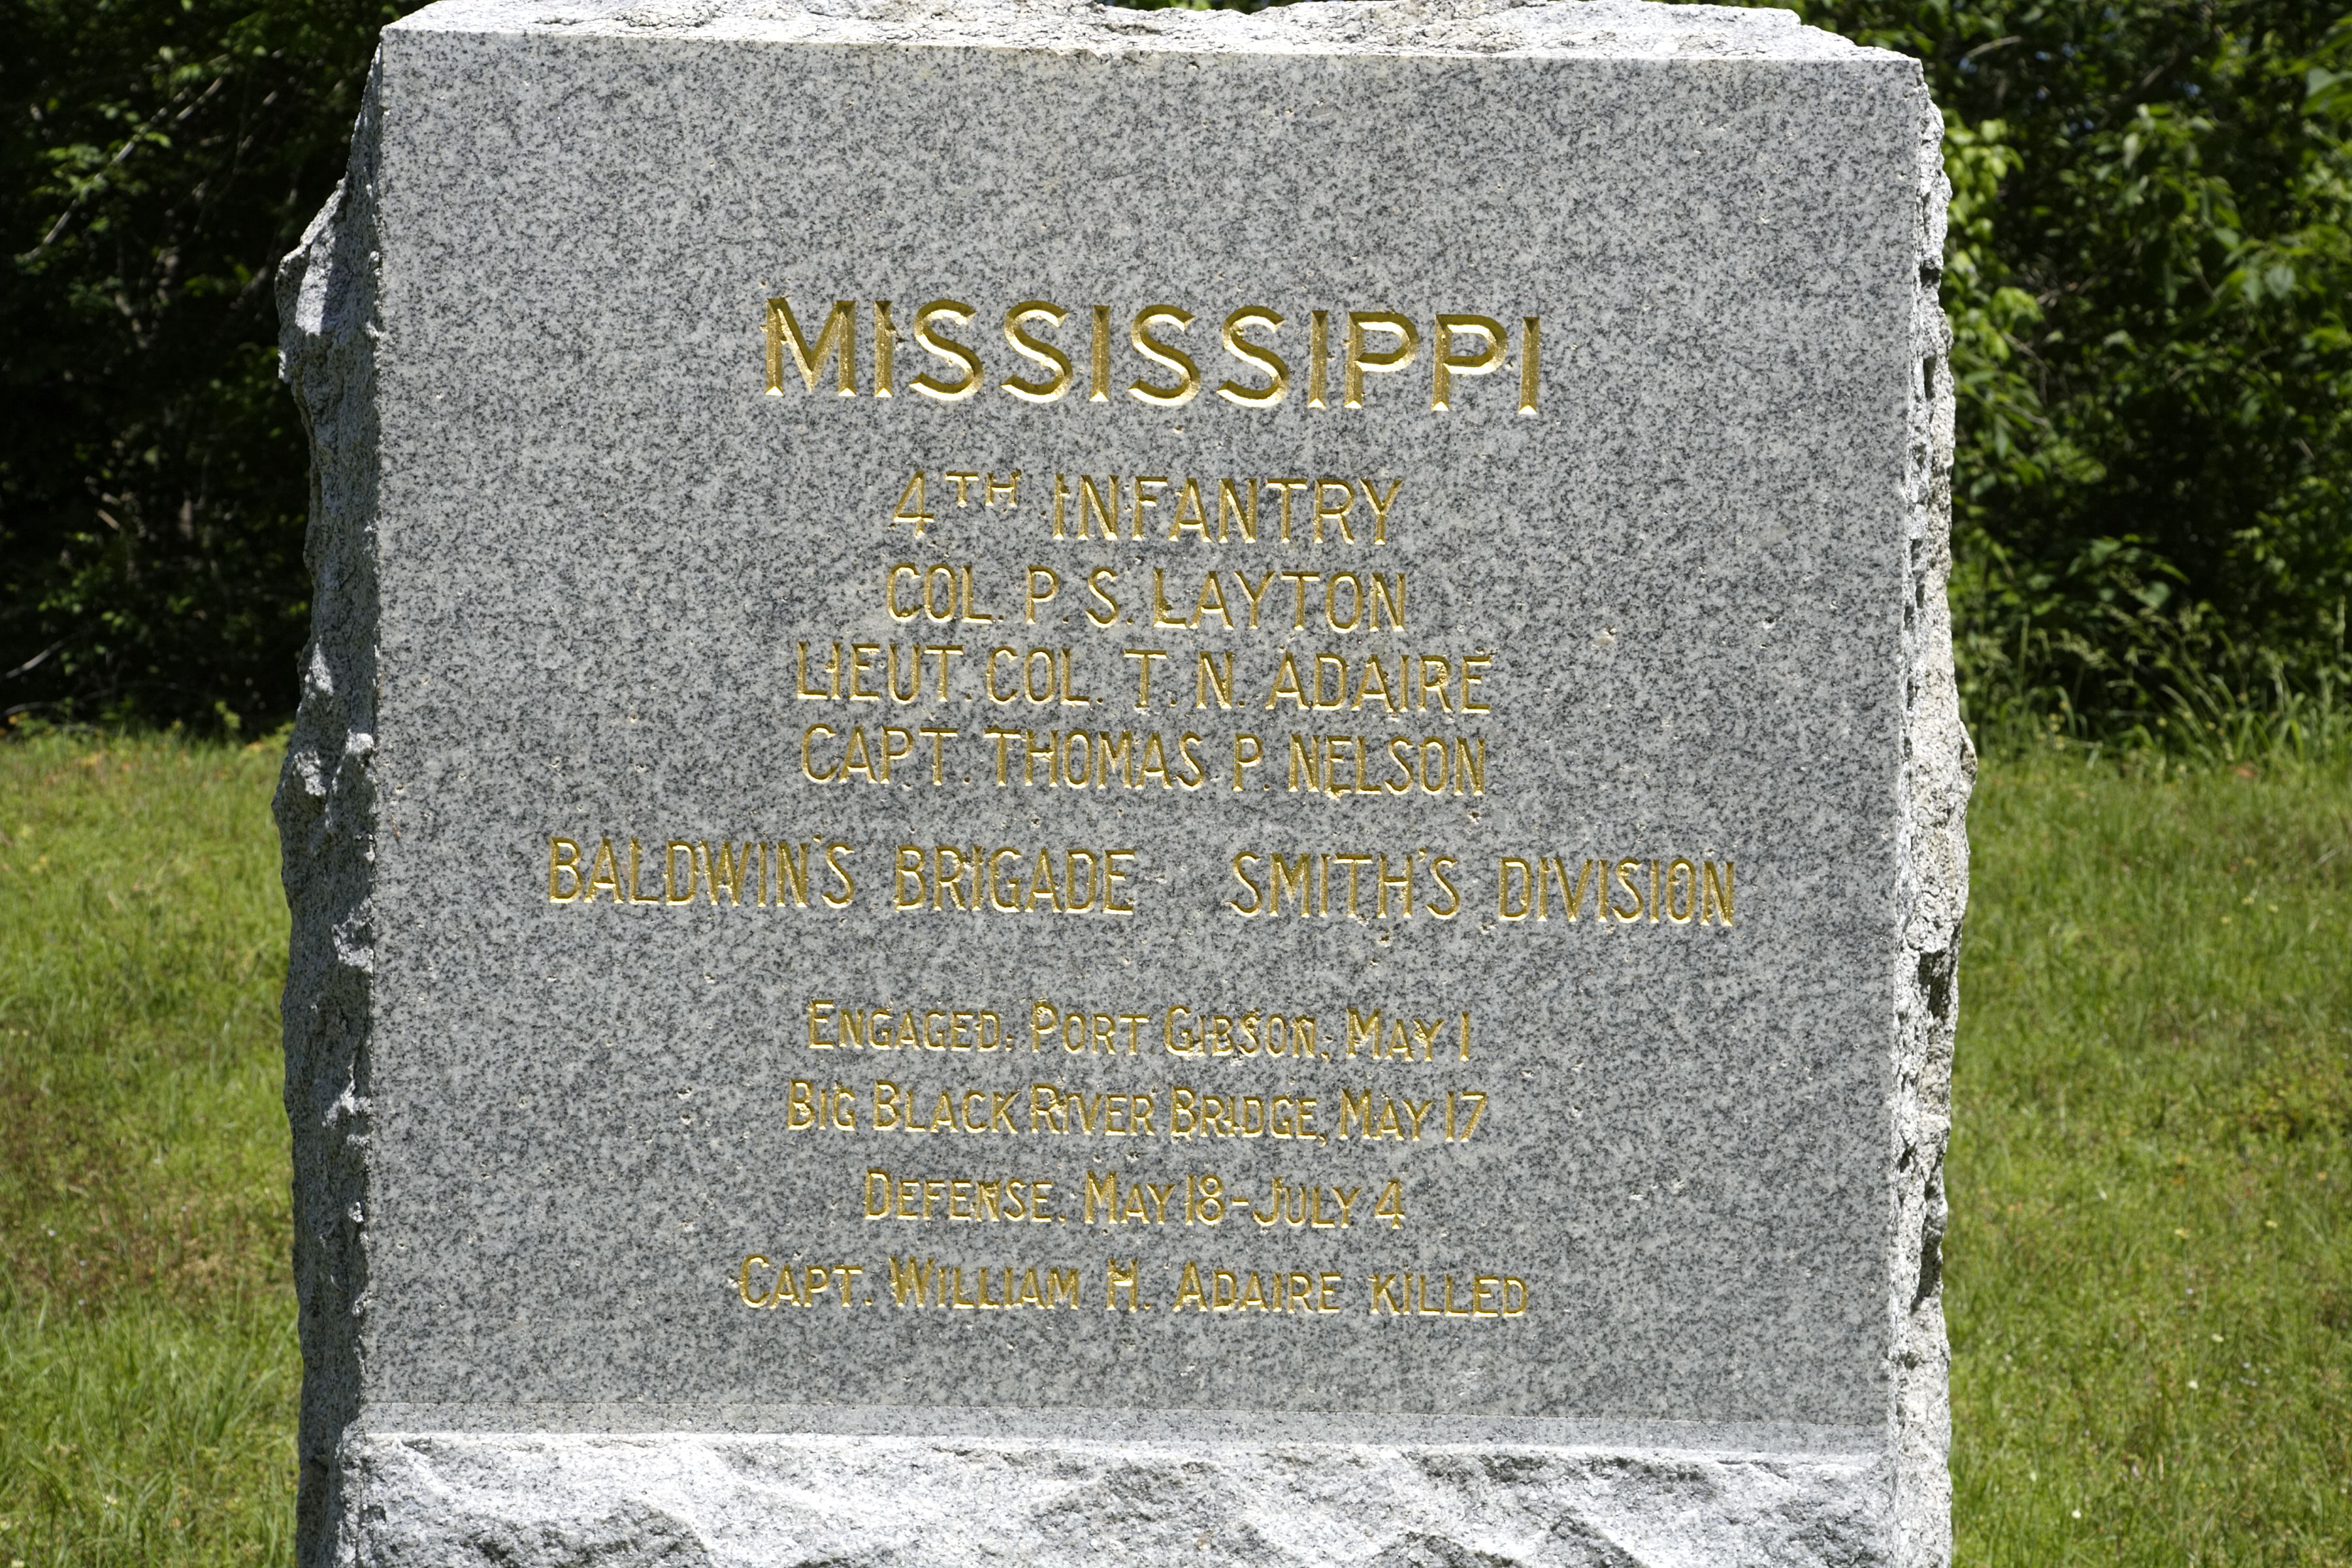 MISSISSIPPI
4TH INFANTRY
COL. P. S. LAYTON
LIEUT. COL. T. N. ADAIRE
CAPT. THOMAS P. NELSON
BALDWIN'S BRIGADE SMITH'S DIVISION
ENGAGED: PORT GIBSON, MAY 1
BIG BLACK RIVER BRIDGE, MAY 17
DEFENSE, MAY 18-JULY 4
CAPT. WILLIAM H. ADAIRE KILLED